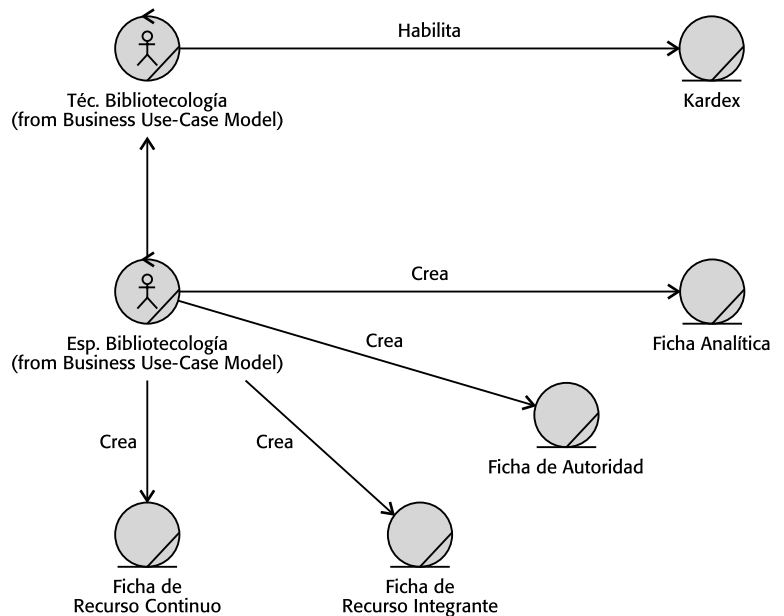 Habilita
Téc. Bibliotecología
(from Business Use-Case Model)
Kardex
Crea
Esp. Bibliotecología
(from Business Use-Case Model)
Ficha Analítica
Crea
Ficha de Autoridad
Crea
Crea
Ficha de
Recurso Continuo
Ficha de
Recurso Integrante